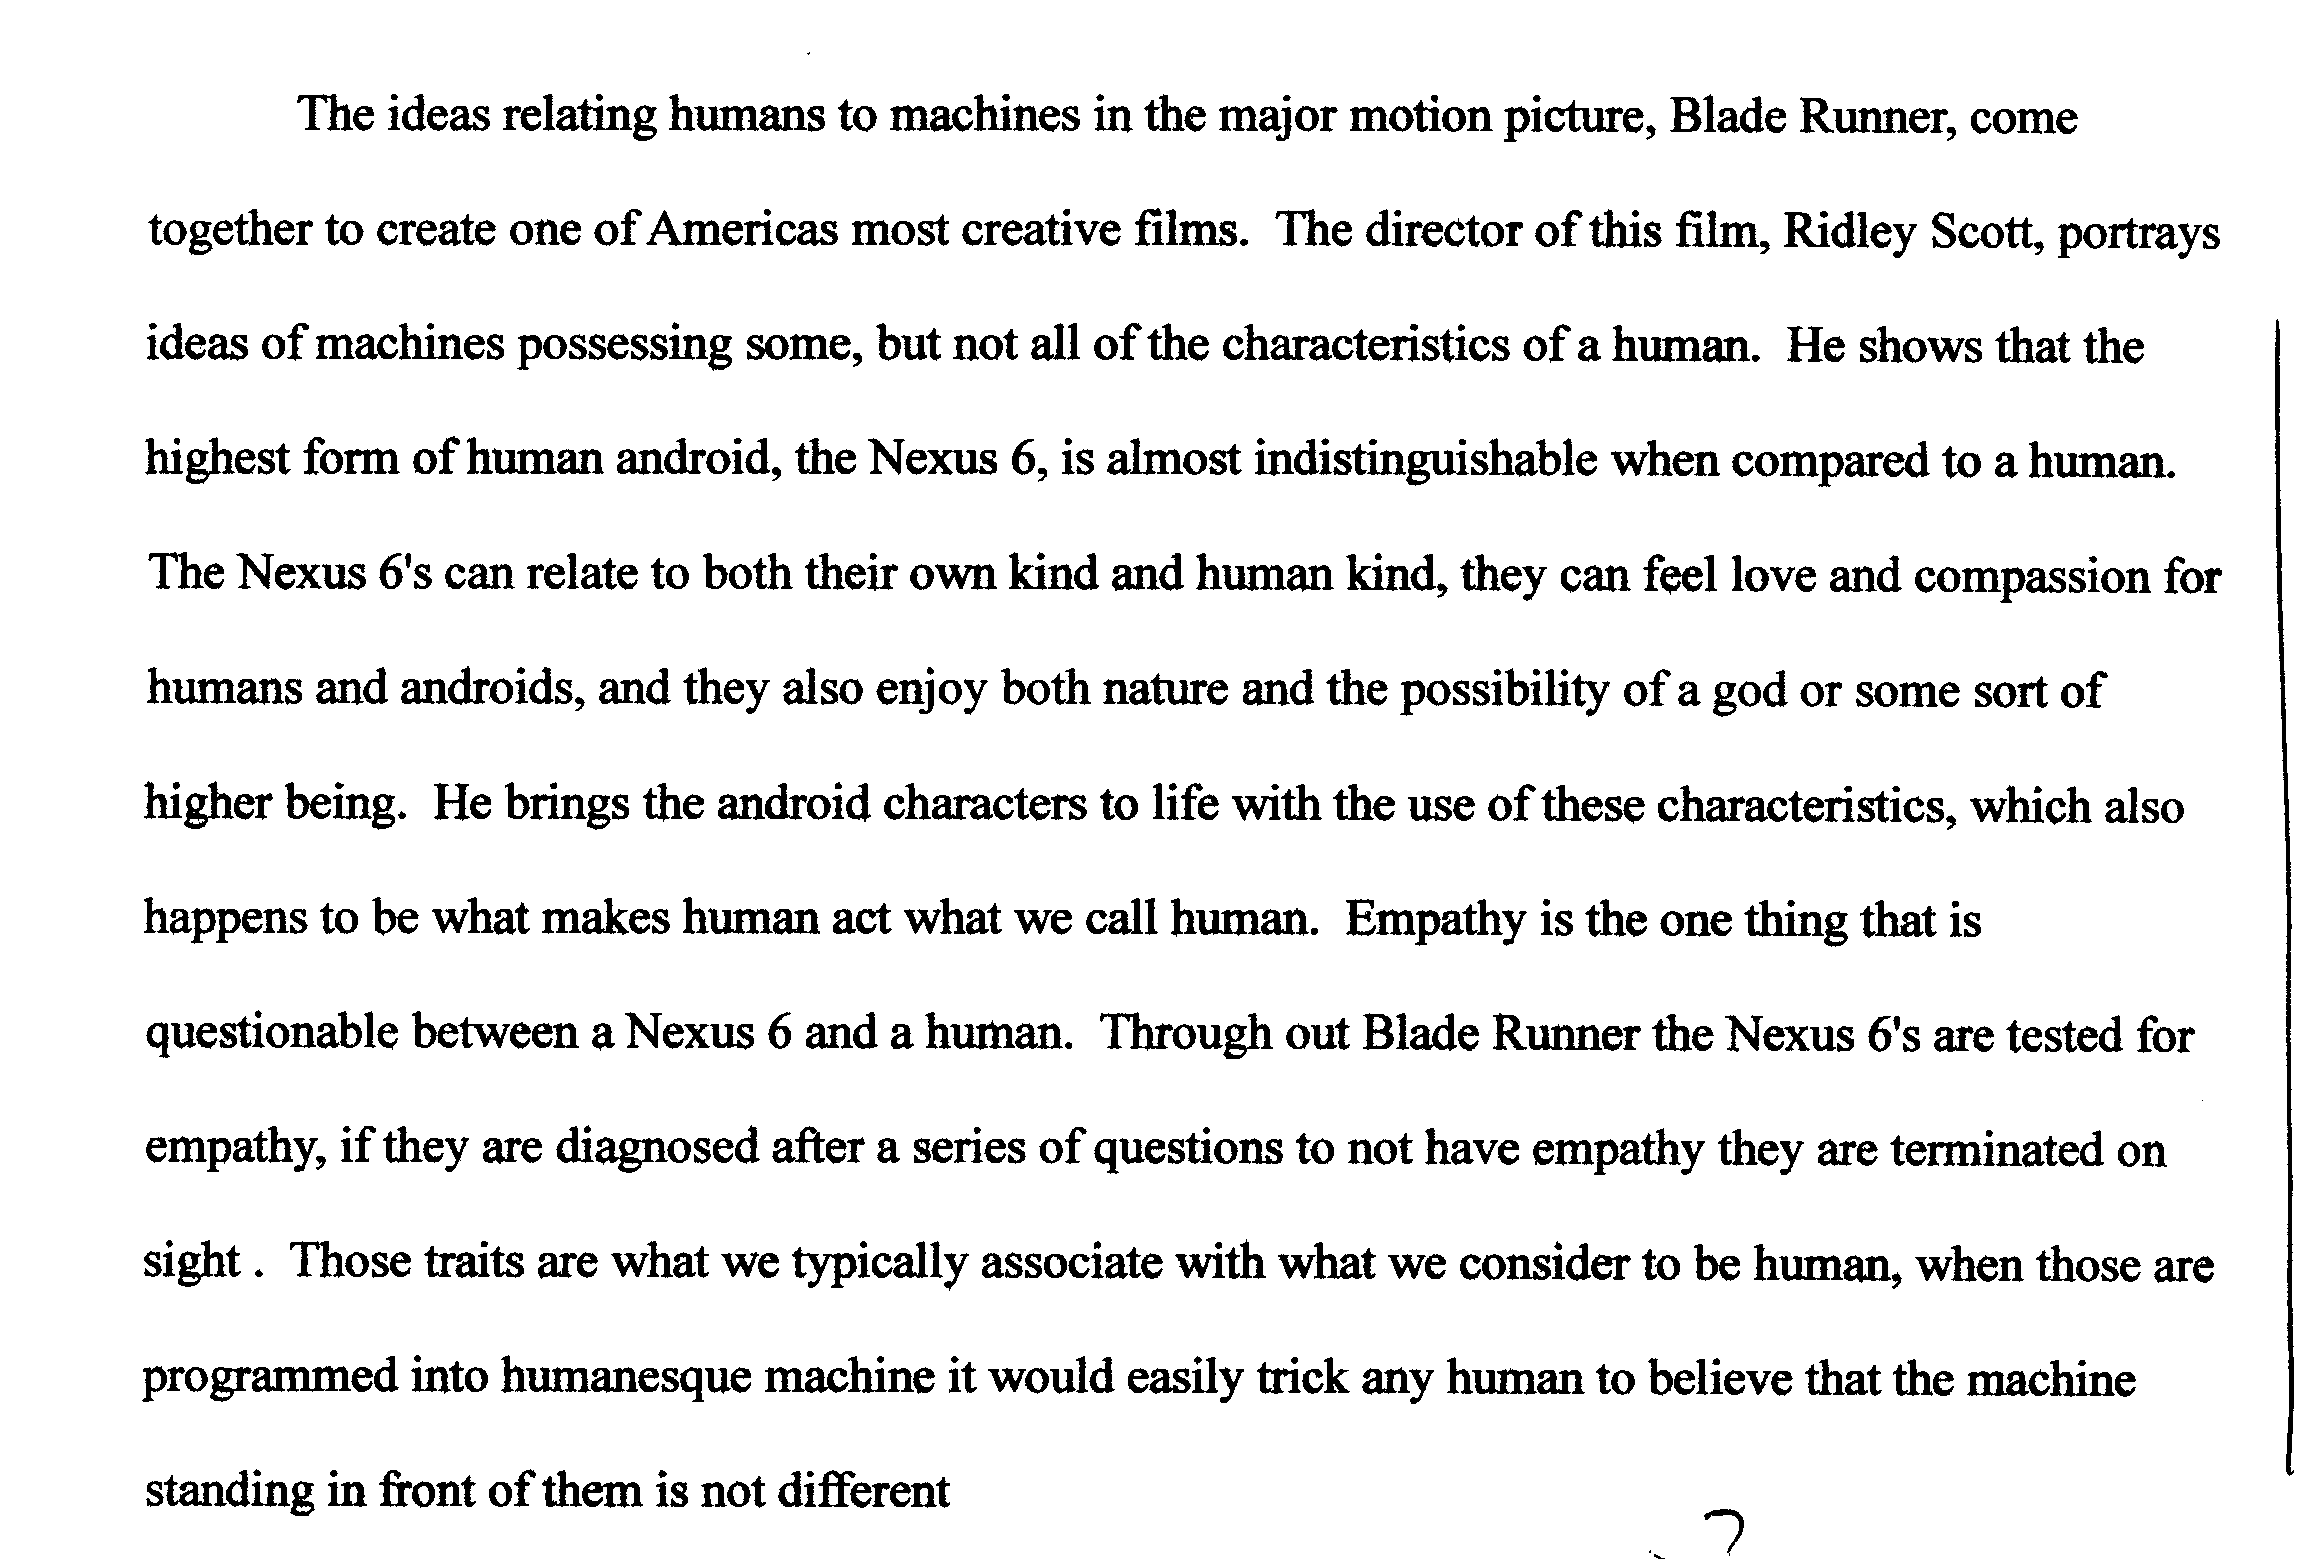 The ideas relating humans to machines in the major motion picture, Blade Runner, come
together to create one of Americas most creative films.  The director of this film, Ridley Scott, portrays
ideas of machines possessing some, but not all of the characteristics of a human.  He shows that the
highest form of human android, the Nexus 6, is almost indistinguishable when compared to a human.
The Nexus 6's can relate to both their own kind and human kind, they can feel love and compassion for
humans and androids, and they also enjoy both nature and the possibility of a god or some sort of
higher being.  He brings the android characters to life with the use of these characteristics, which also
happens to be what makes human act what we call human.  Empathy is the one thing that is
questionable between a Nexus 6 and a human.  Through out Blade Runner the Nexus 6's are tested for
empathy, if they are diagnosed after a series of questions to not have empathy they are terminated on
sight .  Those traits are what we typically associate with what we consider to be human, when those are
programmed into humanesque machine it would easily trick any human to believe that the machine
standing in front of them is not different